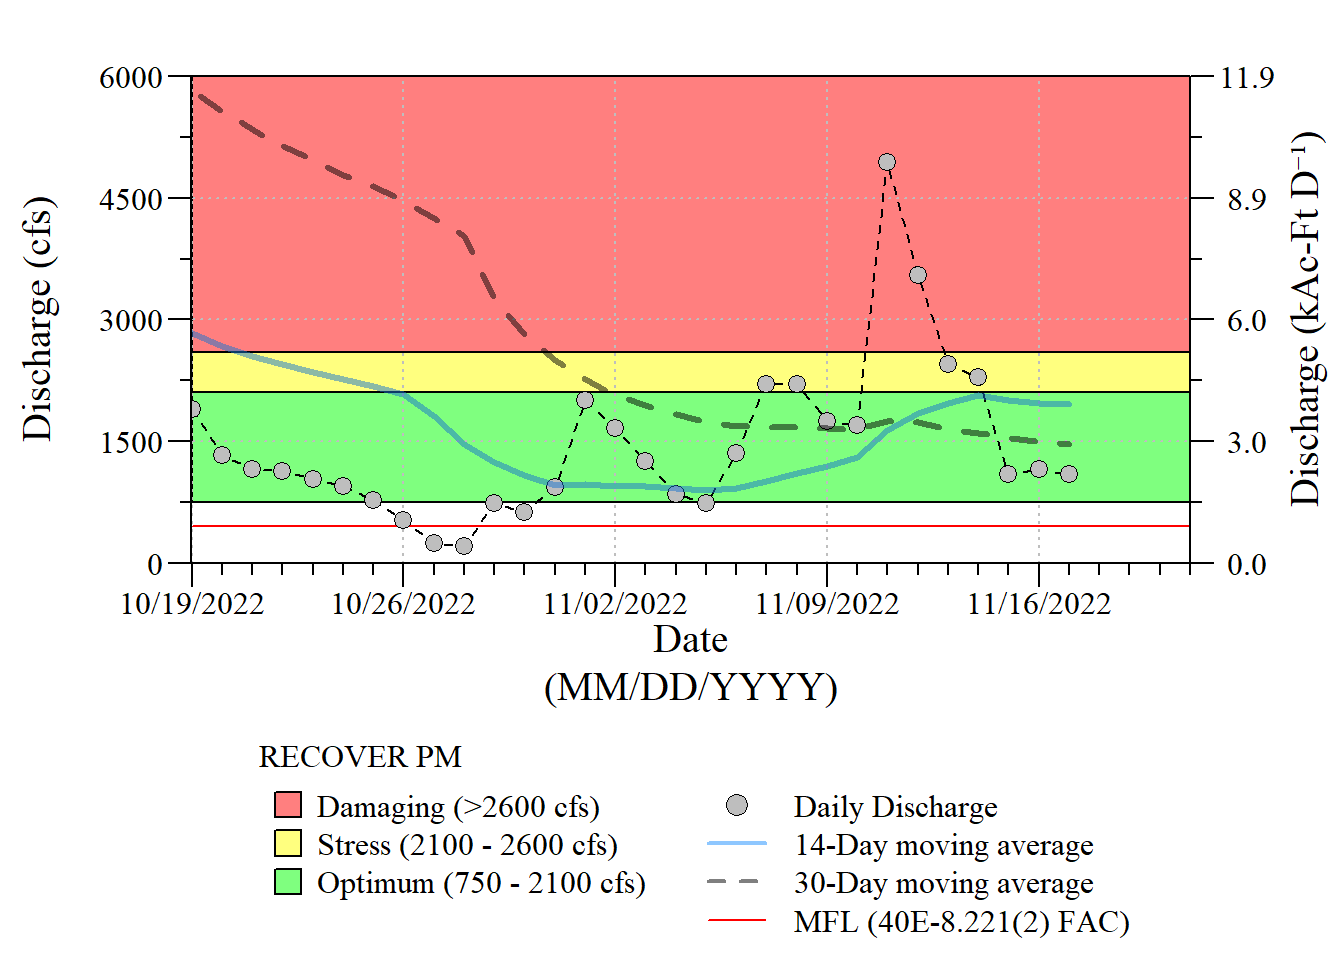 6000
4500
3000
1500
0
Discharge (cfs)
11.9
8.9
6.0
3.0
0.0
Discharge (kAc-Ft D⁻¹)
10/19/2022
10/26/2022
11/02/2022
11/09/2022
11/16/2022
Date
(MM/DD/YYYY)
RECOVER PM
Damaging (>2600 cfs)
Stress (2100 - 2600 cfs)
Optimum (750 - 2100 cfs)
Daily Discharge
14-Day moving average
30-Day moving average
MFL (40E-8.221(2) FAC)